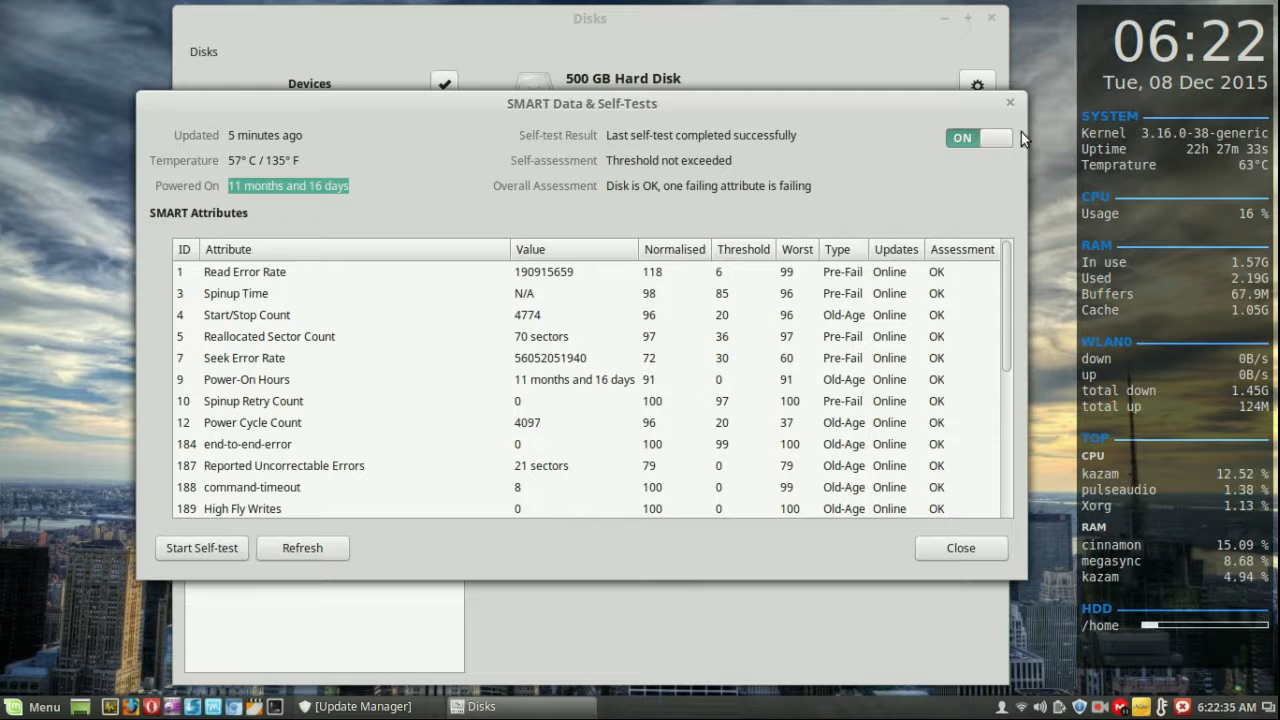 Disks
Disks
Devices
500 GB Hard Disk
SMART Data & Self-Tests
Updated 5 minutes ago
Self-test Result Last self-test completed successfully
ON
Temperature 57° C / 135° F
Self-assessment Threshold not exceeded
Powered On 11 months and 16 days
Overall Assessment Disk is OK, one failing attribute is failing
SMART Attributes
ID Attribute Value Normalised Threshold Worst Type Updates Assessment
1 Read Error Rate 190915659 118 6 99 Pre-Fail Online OK
3 Spinup Time N/A 98 85 96 Pre-Fail Online OK
4 Start/Stop Count 4774 96 20 96 Old-Age Online OK
5 Reallocated Sector Count 70 sectors 97 36 97 Pre-Fail Online OK
7 Seek Error Rate 56052051940 72 30 60 Pre-Fail Online OK
9 Power-On Hours 11 months and 16 days 91 0 91 Old-Age Online OK
10 Spinup Retry Count 0 100 97 100 Pre-Fail Online OK
12 Power Cycle Count 4097 96 20 37 Old-Age Online OK
184 end-to-end-error 0 100 99 100 Old-Age Online OK
187 Reported Uncorrectable Errors 21 sectors 79 0 79 Old-Age Online OK
188 command-timeout 8 100 0 99 Old-Age Online OK
189 High Fly Writes 0 100 0 100 Old-Age Online OK
Start Self-test Refresh Close
06:22
Tue, 08 Dec 2015
SYSTEM
Kernel 3.16.0-38-generic
Uptime 22h 27m 33s
Temprature 63°C
CPU
Usage 16 %
RAM
In use 1.57G
Used 2.19G
Buffers 67.9M
Cache 1.05G
WLAN0
down 0B/s
up 0B/s
total down 1.45G
total up 124M
TOP
CPU
kazam 12.52 %
pulseaudio 1.38 %
Xorg 1.13 %
RAM
cinnamon 15.09 %
megasync 8.68 %
kazam 4.94 %
HDD
/home
Menu [Update Manager] Disks 6:22:35 AM